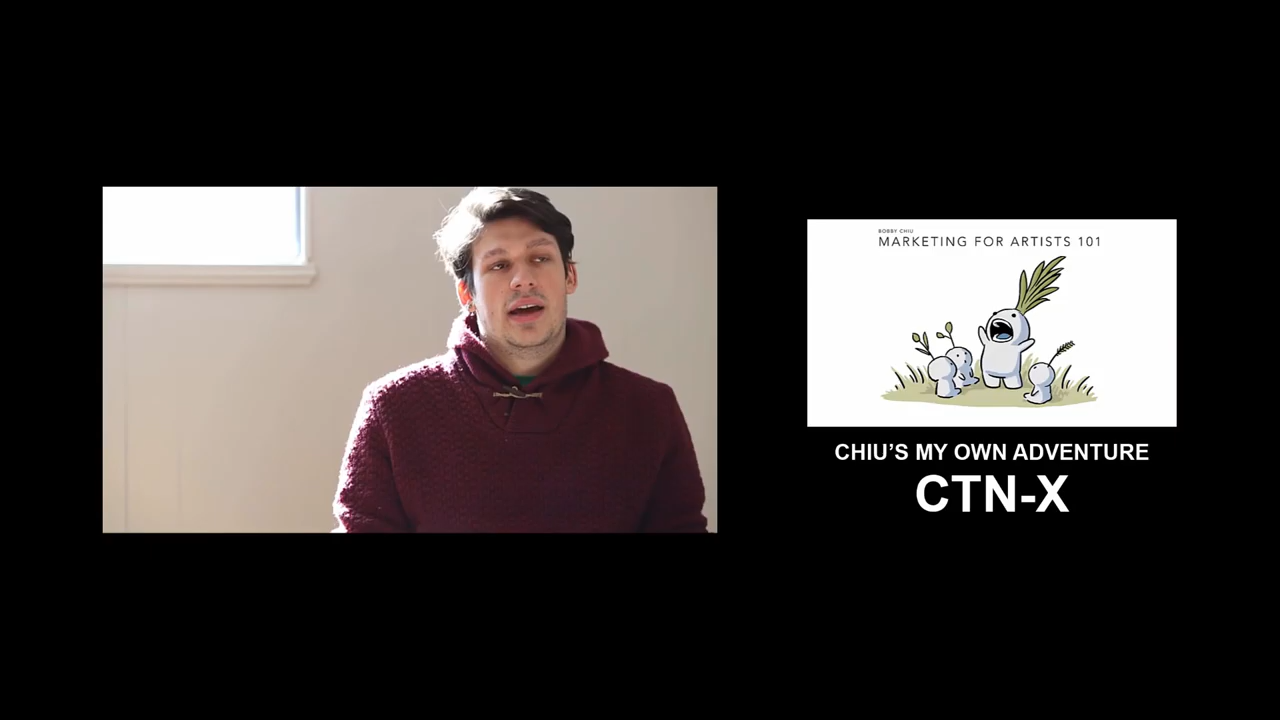 BOBBY CHIU
MARKETING FOR ARTISTS 101
CHIU'S MY OWN ADVENTURE
CTN-X